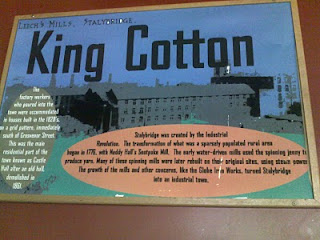 Leech's Mills, Stalybridge.
King Cotton
The
factory workers
who poured into the
town were accommodated
in houses built in the 1820's,
on a grid pattern, immediately
south of Grosvenor Street.
This was the main
residential part of the
town known as Castle
Hall after an old hall,
demolished in
Stalybridge was created by the Industrial
Revolution. The transformation of what was a sparsely populated rural area
began in 1776, with Neddy Hall's Sootpoke Mill. The early water-driven mills used the spinning jenny to
produce yarn. Many of these spinning mills were later rebuilt on their original sites, using steam power.
The growth of the mills and other concerns, like the Globe Iron Works, turned Stalybridge
into an industrial town.